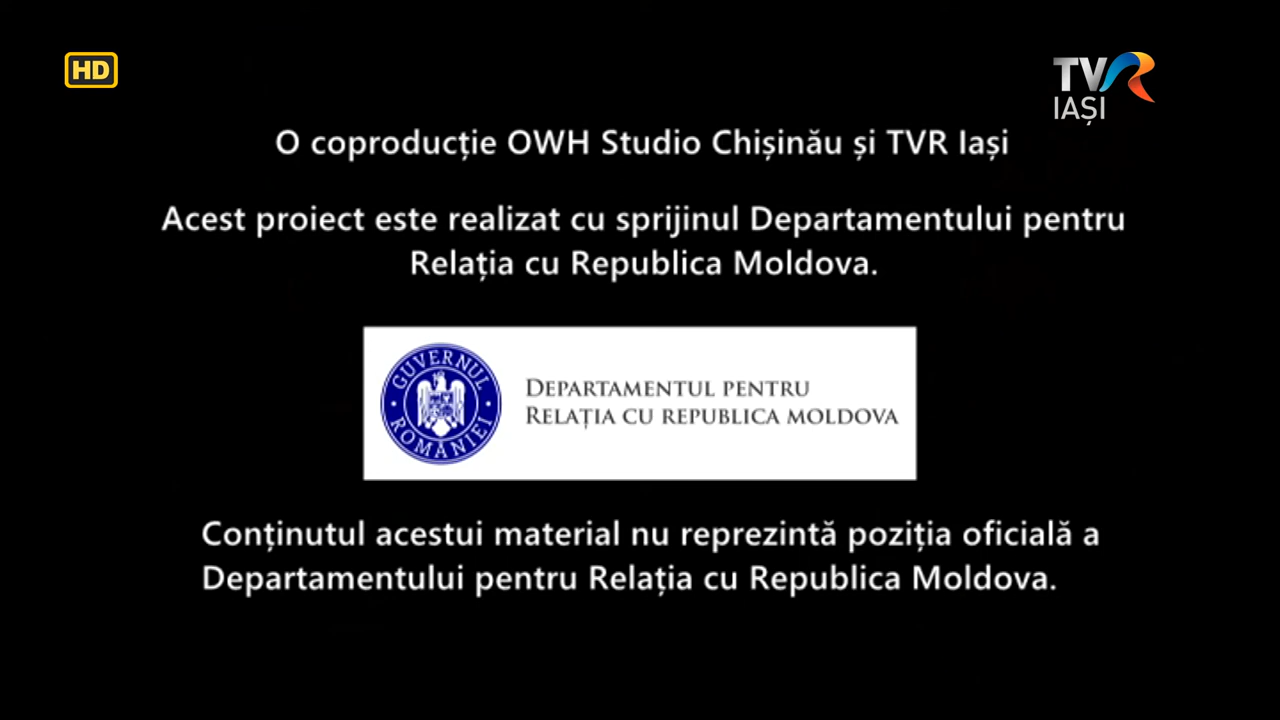 HD
TVR
IAȘI
O coproducție OWH Studio Chișinău și TVR Iași
Acest proiect este realizat cu sprijinul Departamentului pentru
Relația cu Republica Moldova.
GUVERNUL
ROMÂNIEI
DEPARTAMENTUL PENTRU
RELAȚIA CU REPUBLICA MOLDOVA
Conținutul acestui material nu reprezintă poziția oficială a
Departamentului pentru Relația cu Republica Moldova.